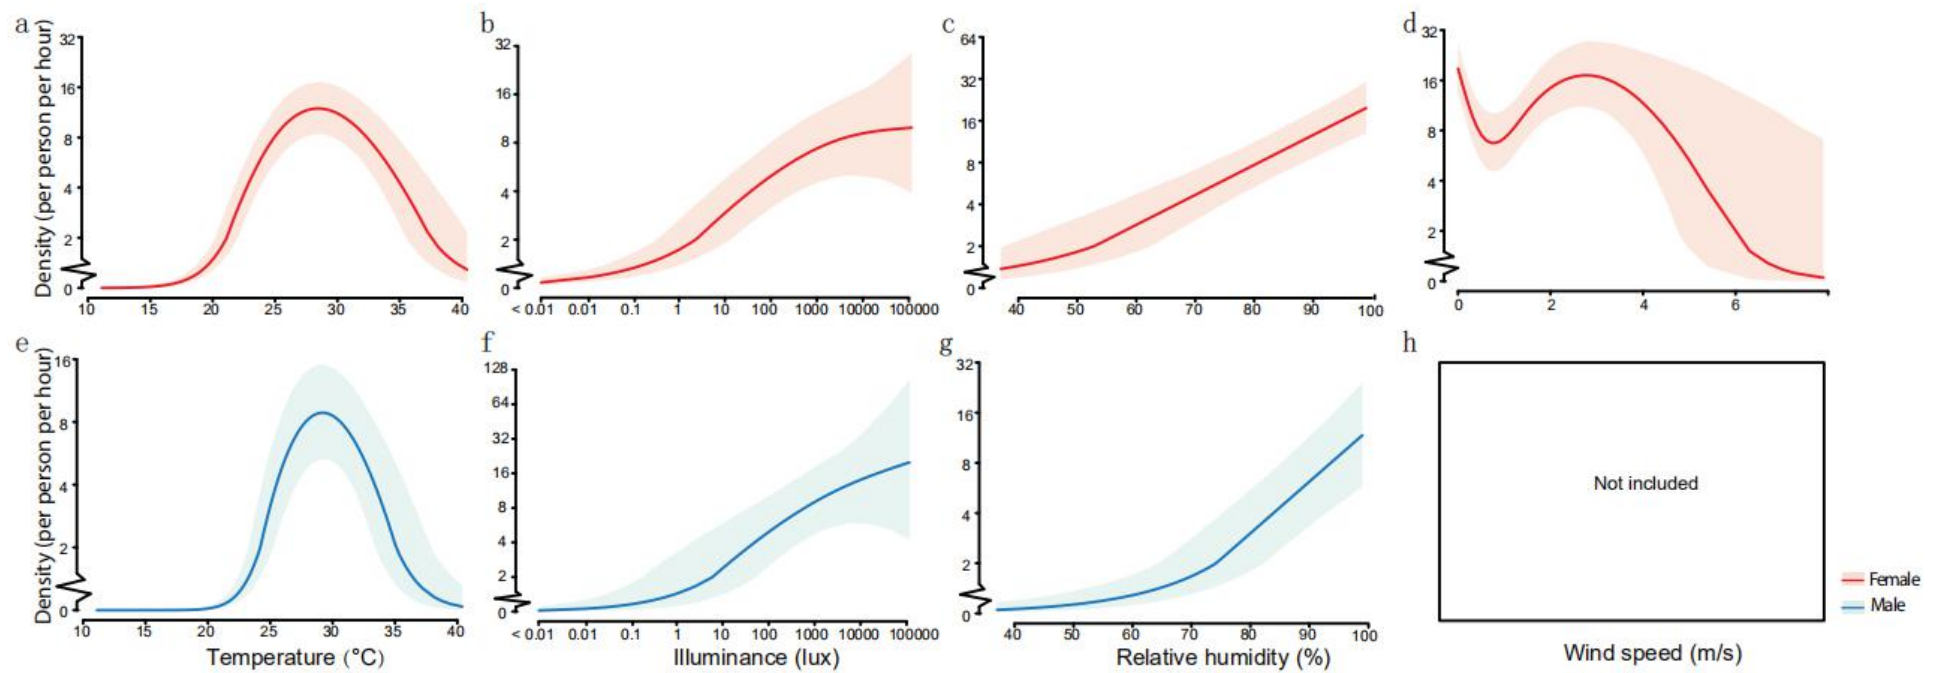 a
Density (per person per hour)
32
16
8
4
2
0
10 15 20 25 30 35 40
b
32
16
8
4
2
0
< 0.01 0.01 0.1 1 10 100 1000 10000 100000
c
64
32
16
8
4
2
0
40 50 60 70 80 90 100
d
32
16
8
4
2
0
0 2 4 6
e
Density (per person per hour)
16
8
4
2
0
10 15 20 25 30 35 40
Temperature (°C)
f
128
64
32
16
8
4
2
0
< 0.01 0.01 0.1 1 10 100 1000 10000 100000
Illuminance (lux)
g
32
16
8
4
2
0
40 50 60 70 80 90 100
Relative humidity (%)
h
Not included
Wind speed (m/s)
Female
Male